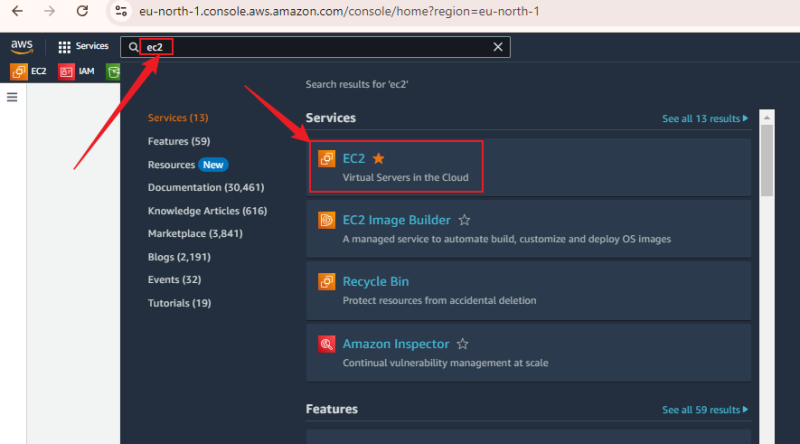 eu-north-1.console.aws.amazon.com/console/home?region=eu-north-1
aws Services ec2
EC2 IAM
Search results for 'ec2'
Services (13)
Features (59)
Resources New
Documentation (30,461)
Knowledge Articles (616)
Marketplace (3,841)
Blogs (2,191)
Events (32)
Tutorials (19)
Services See all 13 results
EC2
Virtual Servers in the Cloud
EC2 Image Builder
A managed service to automate build, customize and deploy OS images
Recycle Bin
Protect resources from accidental deletion
Amazon Inspector
Continual vulnerability management at scale
Features See all 59 results